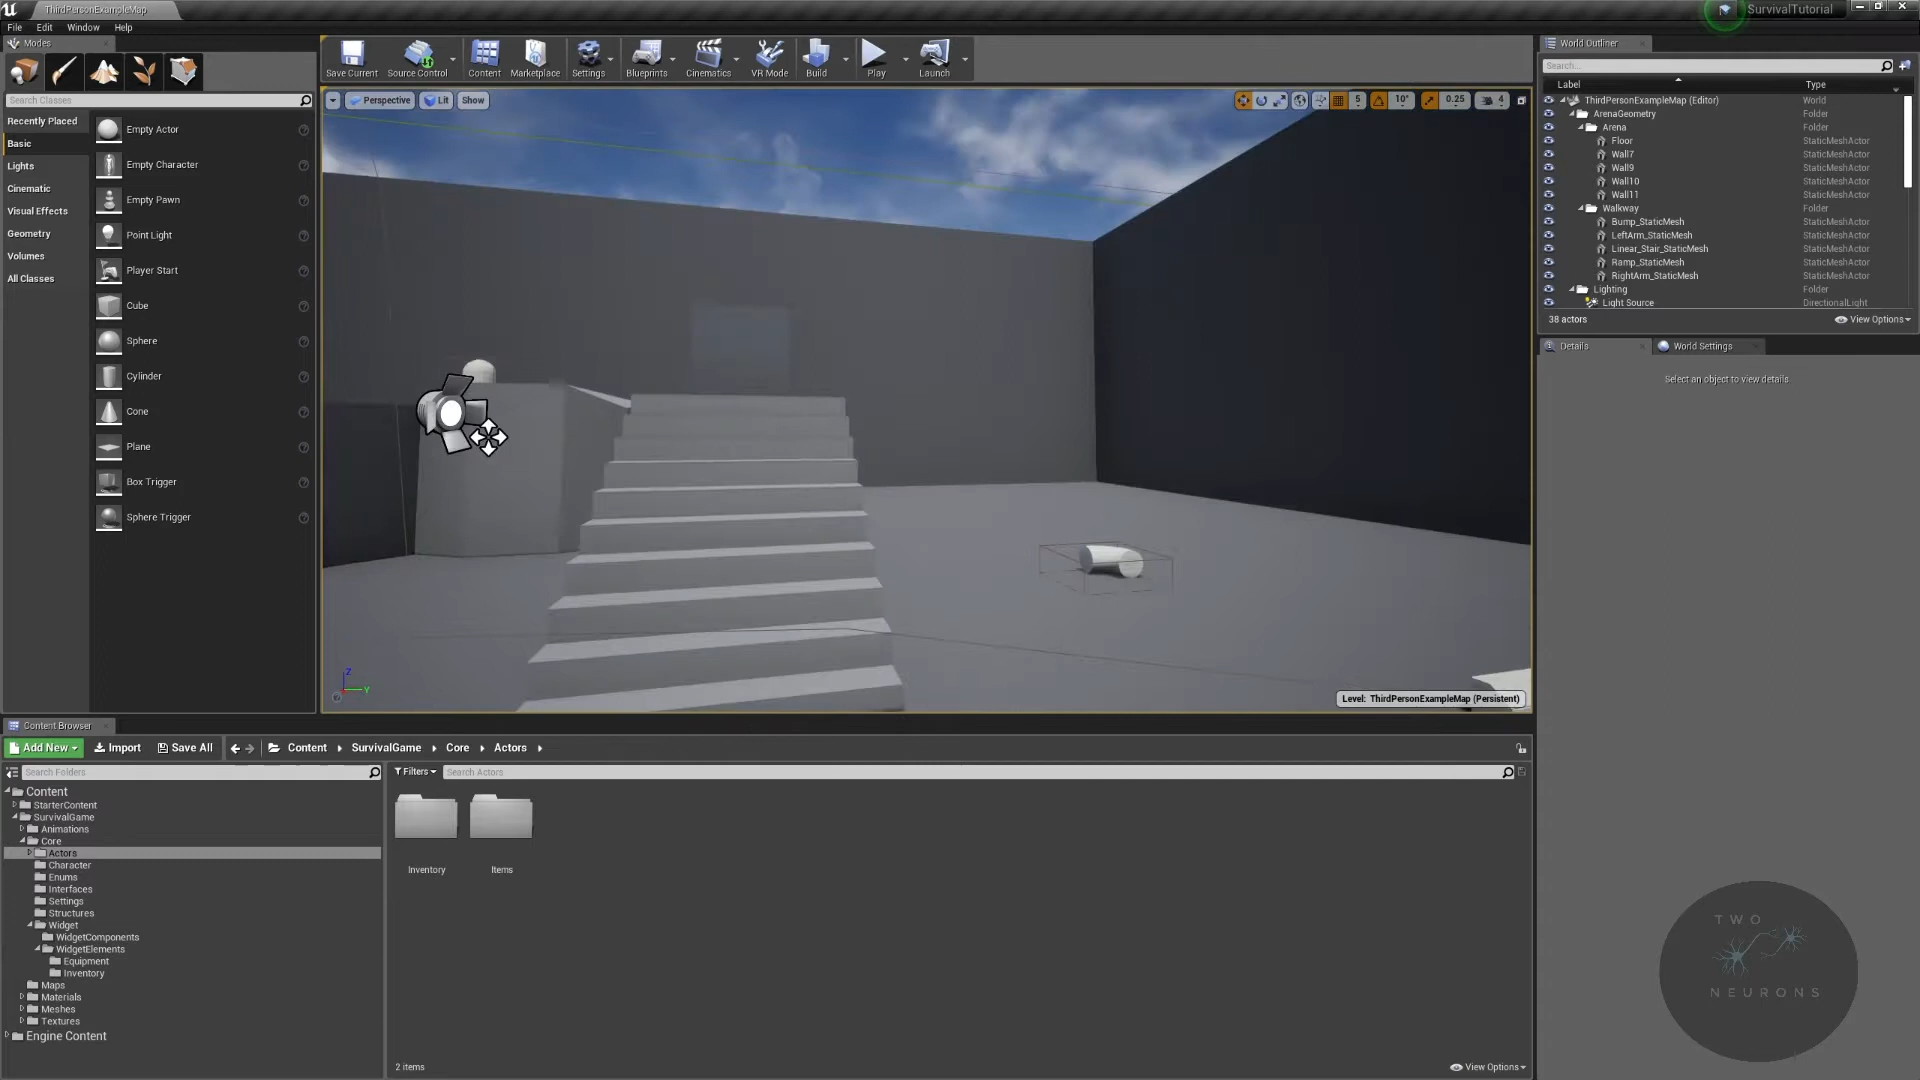 ThirdPersonExampleMap
SurvivalTutorial
File Edit Window Help
Modes
Search Classes
Recently Placed
Basic
Lights
Cinematic
Visual Effects
Geometry
Volumes
All Classes
Empty Actor
Empty Character
Empty Pawn
Point Light
Player Start
Cube
Sphere
Cylinder
Cone
Plane
Box Trigger
Sphere Trigger
Save Current Source Control Content Marketplace Settings Blueprints Cinematics VR Mode Build Play Launch
Perspective Lit Show
5 10° 0.25 4
Z
Y
Level: ThirdPersonExampleMap (Persistent)
World Outliner
Search...
Label Type
ThirdPersonExampleMap (Editor) World
ArenaGeometry Folder
Arena Folder
Floor StaticMeshActor
Wall7 StaticMeshActor
Wall9 StaticMeshActor
Wall10 StaticMeshActor
Wall11 StaticMeshActor
Walkway Folder
Bump_StaticMesh StaticMeshActor
LeftArm_StaticMesh StaticMeshActor
Linear_Stair_StaticMesh StaticMeshActor
Ramp_StaticMesh StaticMeshActor
RightArm_StaticMesh StaticMeshActor
Lighting Folder
Light Source DirectionalLight
38 actors View Options
Details World Settings
Select an object to view details
Content Browser
Add New Import Save All Content SurvivalGame Core Actors
Search Folders
Content
StarterContent
SurvivalGame
Animations
Core
Actors
Character
Enums
Interfaces
Settings
Structures
Widget
WidgetComponents
WidgetElements
Equipment
Inventory
Maps
Materials
Meshes
Textures
Engine Content
Filters Search Actors
Inventory Items
2 items View Options
TWO
NEURONS